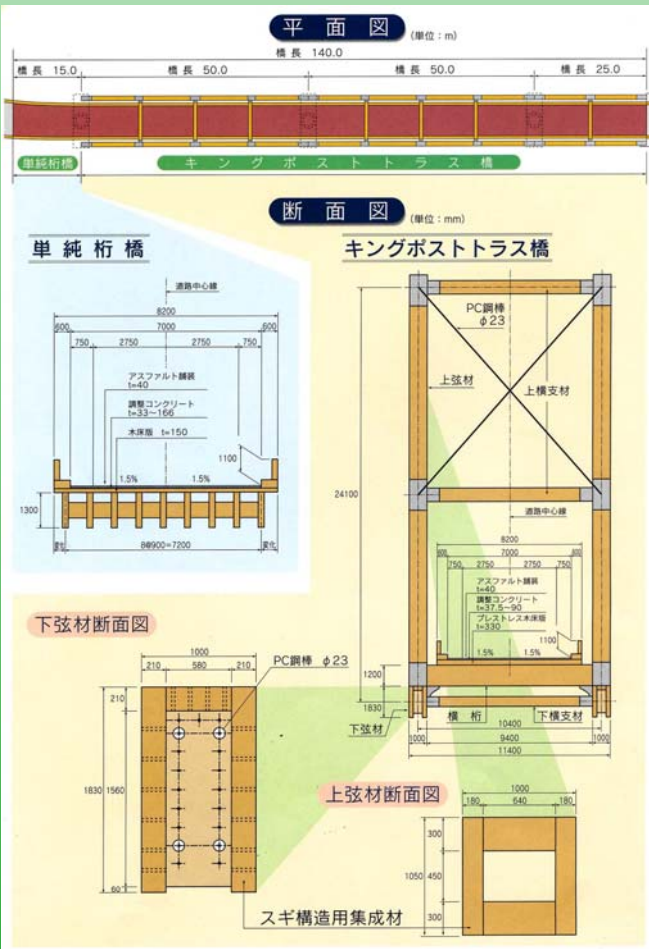 平面図 (単位：m)
橋長 140.0
橋長 15.0 橋長 50.0 橋長 50.0 橋長 25.0
単純桁橋 キングポストトラス橋
断面図 (単位：mm)
単純桁橋
道路中心線
8200
600 7000 600
750 2750 2750 750
アスファルト舗装
t=40
調整コンクリート
t=33～166
木床版 t=150
1100
1.5% 1.5%
1300
変化 8@900=7200 変化
キングポストトラス橋
PC鋼棒
φ23
上弦材
上横支材
24100
道路中心線
8200
600 7000 600
750 2750 2750 750
アスファルト舗装
t=40
調整コンクリート
t=37.5～90
プレストレス木床版
t=330
1100
1.5% 1.5%
1200
1830
下弦材
横桁 下横支材
10400
1000 9400 1000
11400
下弦材断面図
1000
210 580 210
PC鋼棒 φ23
210
1830 1560
60
上弦材断面図
1000
180 640 180
300
1050 450
300
スギ構造用集成材